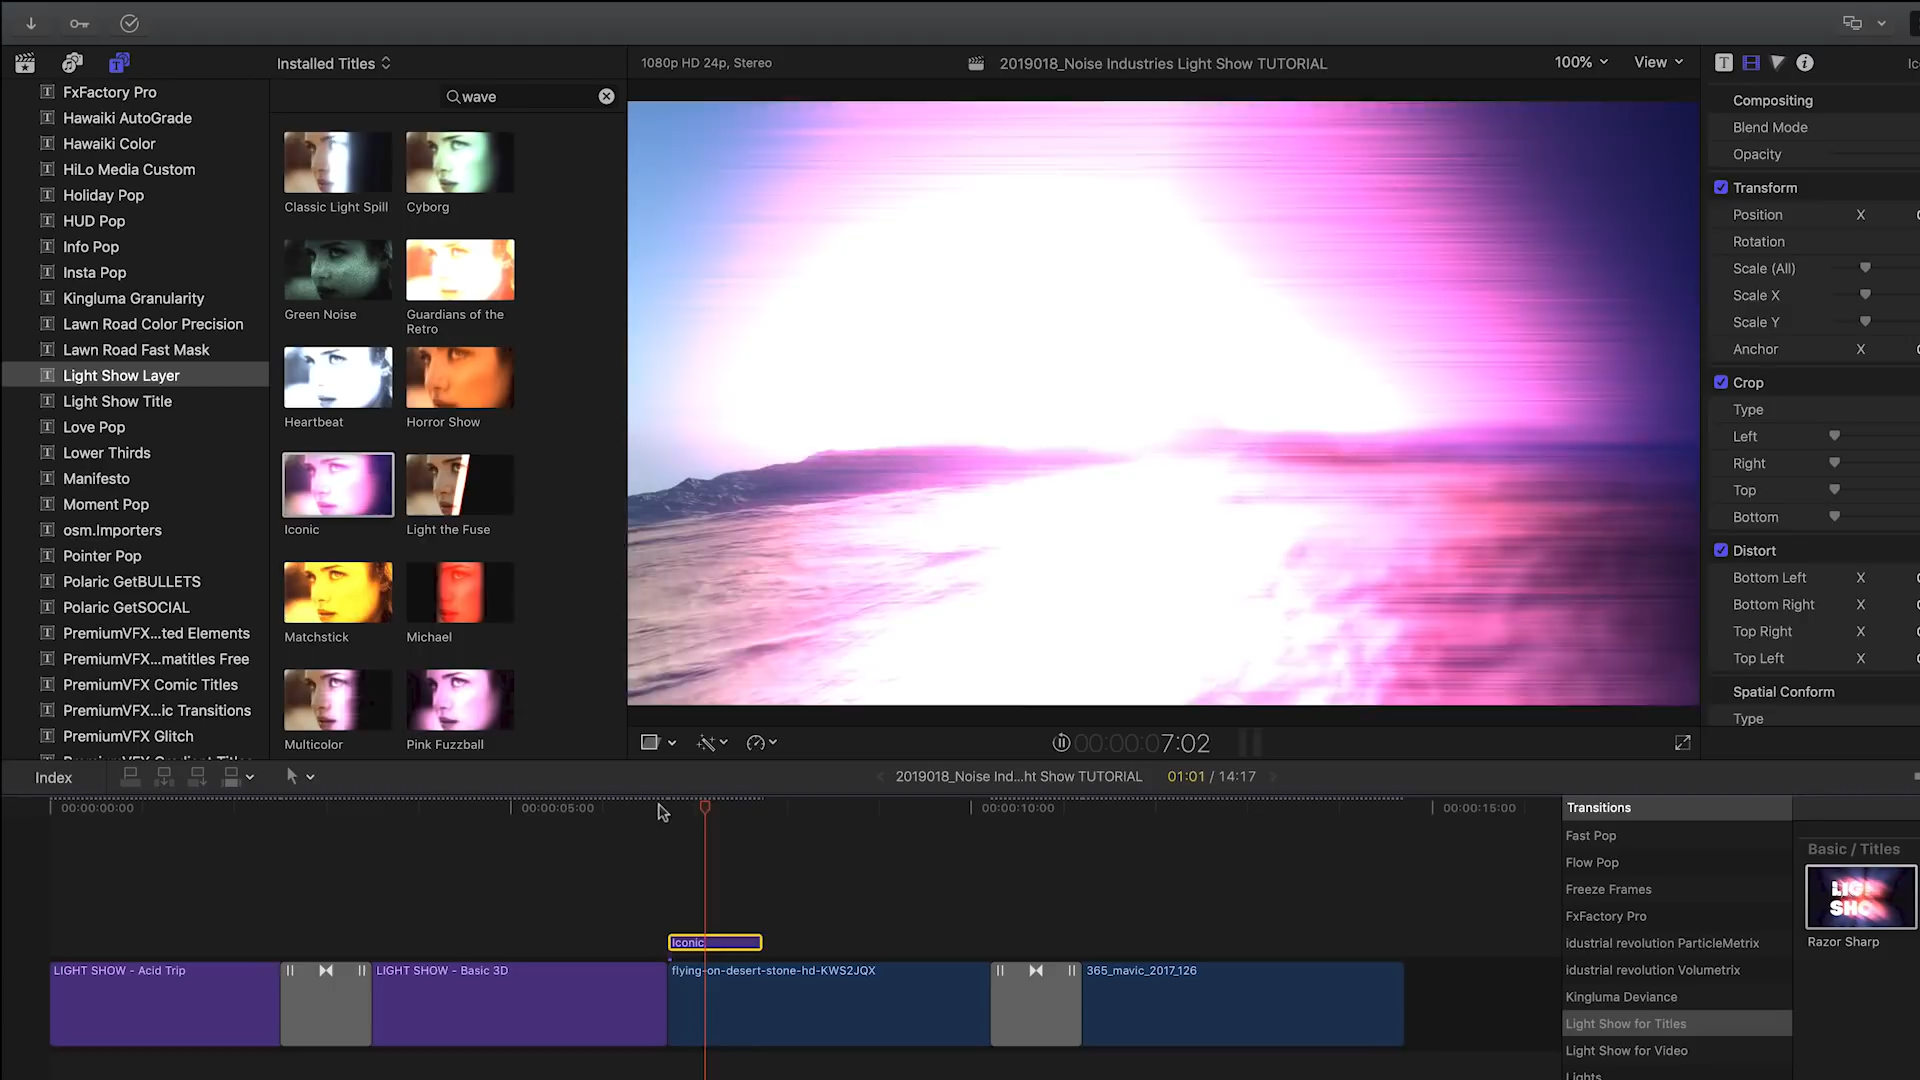 Installed Titles
1080p HD 24p, Stereo
2019018_Noise Industries Light Show TUTORIAL
100%
View
FxFactory Pro
Hawaiki AutoGrade
Hawaiki Color
HiLo Media Custom
Holiday Pop
HUD Pop
Info Pop
Insta Pop
Kingluma Granularity
Lawn Road Color Precision
Lawn Road Fast Mask
Light Show Layer
Light Show Title
Love Pop
Lower Thirds
Manifesto
Moment Pop
osm.Importers
Pointer Pop
Polaric GetBULLETS
Polaric GetSOCIAL
PremiumVFX...ted Elements
PremiumVFX...matitles Free
PremiumVFX Comic Titles
PremiumVFX...ic Transitions
PremiumVFX Glitch
wave
Classic Light Spill
Cyborg
Green Noise
Guardians of the
Retro
Heartbeat
Horror Show
Iconic
Light the Fuse
Matchstick
Michael
Multicolor
Pink Fuzzball
Compositing
Blend Mode
Opacity
Transform
Position X
Rotation
Scale (All)
Scale X
Scale Y
Anchor X
Crop
Type
Left
Right
Top
Bottom
Distort
Bottom Left X
Bottom Right X
Top Right X
Top Left X
Spatial Conform
Type
00:00:07:02
Index
2019018_Noise Ind...ht Show TUTORIAL
01:01 / 14:17
00:00:00:00
00:00:05:00
00:00:10:00
00:00:15:00
Iconic
LIGHT SHOW - Acid Trip
LIGHT SHOW - Basic 3D
flying-on-desert-stone-hd-KWS2JQX
365_mavic_2017_126
Transitions
Fast Pop
Flow Pop
Freeze Frames
FxFactory Pro
idustrial revolution ParticleMetrix
idustrial revolution Volumetrix
Kingluma Deviance
Light Show for Titles
Light Show for Video
Lights
Basic / Titles
LIG
SHO
Razor Sharp